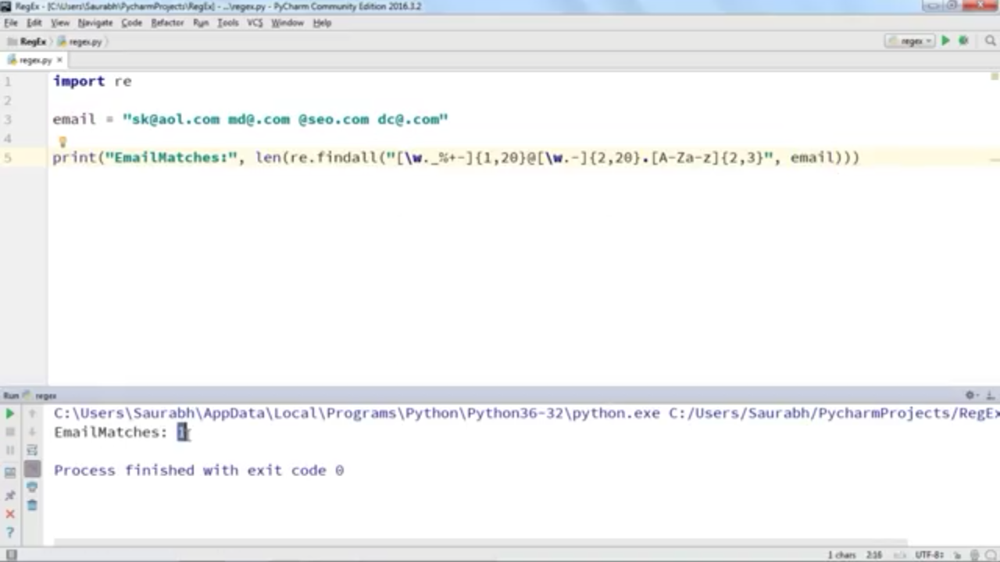 RegEx - [C:\Users\Saurabh\PycharmProjects\RegEx] - ...\regex.py - PyCharm Community Edition 2016.3.2
File Edit View Navigate Code Refactor Run Tools VCS Window Help
RegEx regex.py regex
regex.py
1 import re
2
3 email = "sk@aol.com md@.com @seo.com dc@.com"
4
5 print("EmailMatches:", len(re.findall("[\w._%+-]{1,20}@[\w.-]{2,20}.[A-Za-z]{2,3}", email)))
Run regex
C:\Users\Saurabh\AppData\Local\Programs\Python\Python36-32\python.exe C:/Users/Saurabh/PycharmProjects/RegEx
EmailMatches:
Process finished with exit code 0
1 chars 2:16 n/a UTF-8